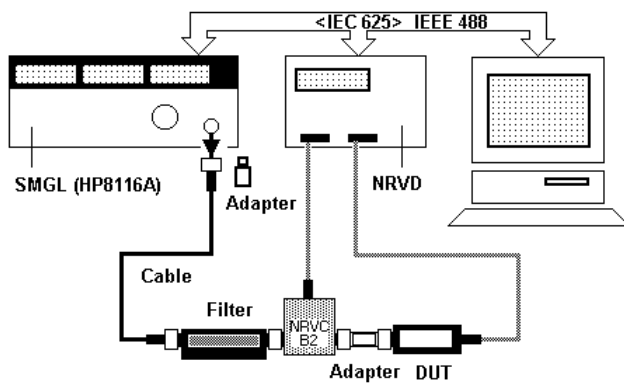 <IEC 625> IEEE 488
SMGL (HP8116A)
Adapter
NRVD
Cable
Filter
NRVC
B2
Adapter
DUT